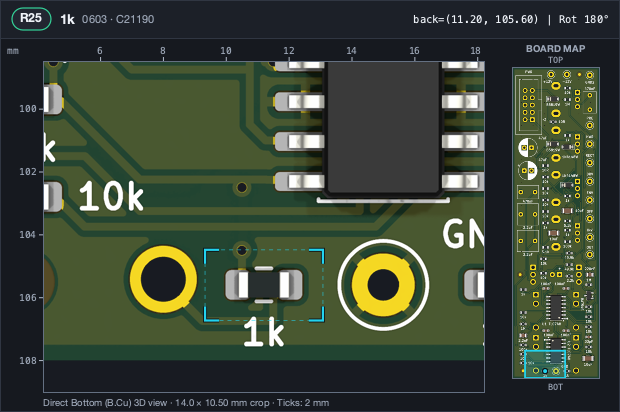 R25 1k 0603 · C21190 back=(11.20, 105.60) | Rot 180°
mm 8 10 12 14 16 18
BOARD MAP
TOP
100
102
104
106
108
k
10k
GN
1k
BOT
Direct Bottom (B.Cu) 3D view · 14.0 × 10.50 mm crop · Ticks: 2 mm